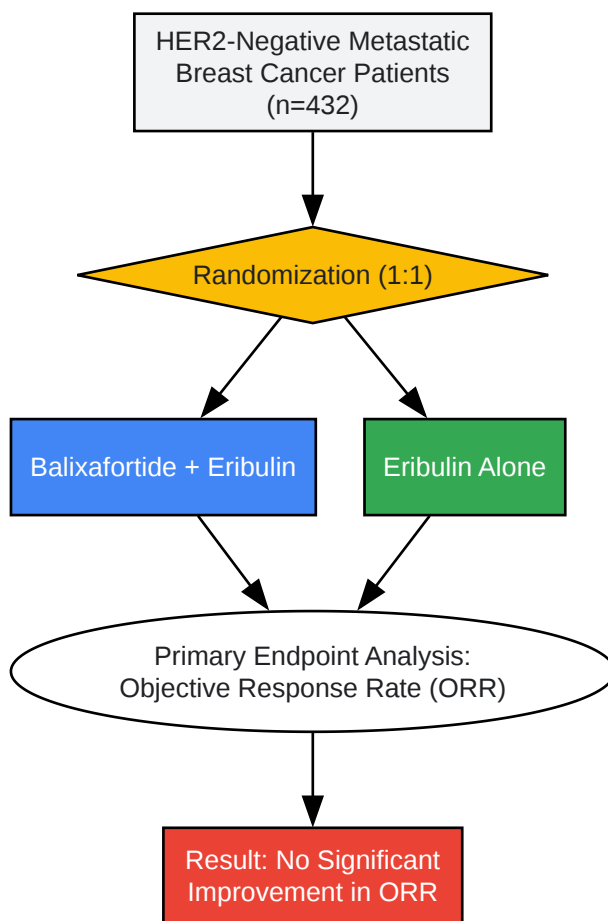 HER2-Negative Metastatic
Breast Cancer Patients
(n=432)
Randomization (1:1)
Balixafortide + Eribulin
Eribulin Alone
Primary Endpoint Analysis:
Objective Response Rate (ORR)
Result: No Significant
Improvement in ORR